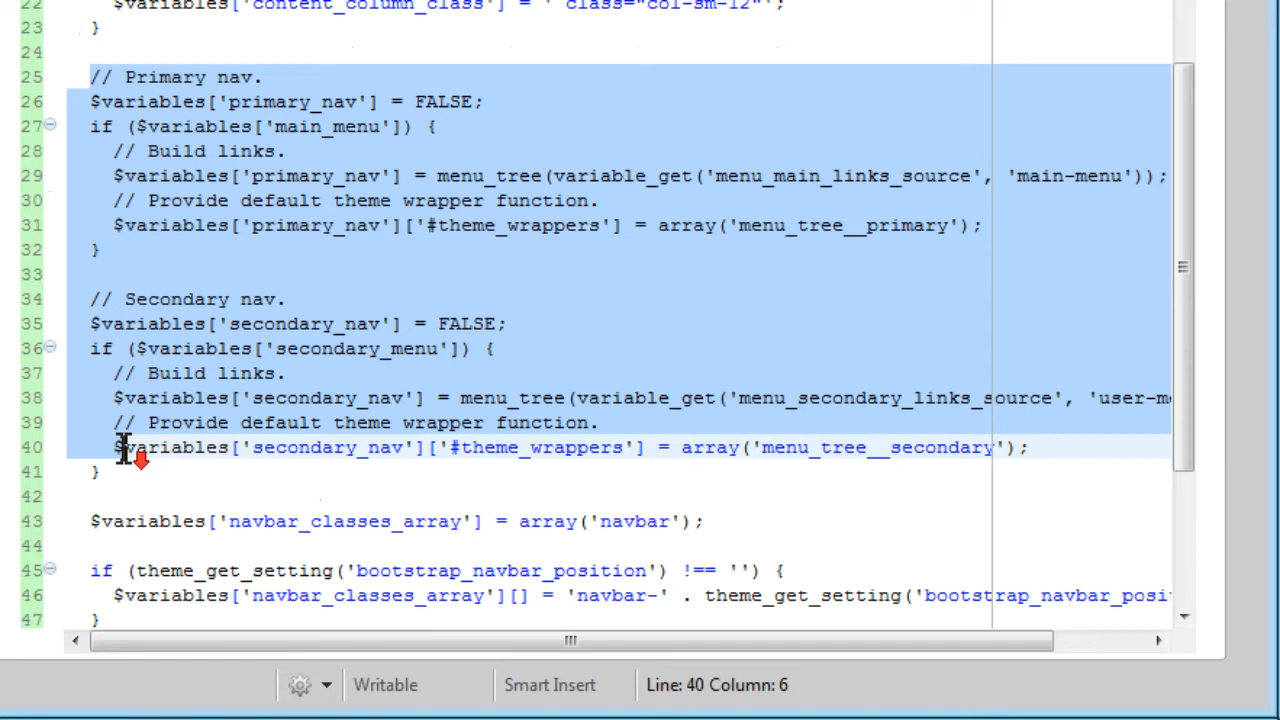 22 $variables['content_column_class'] = ' class="col-sm-12"';
23 }
24
25 // Primary nav.
26 $variables['primary_nav'] = FALSE;
27 if ($variables['main_menu']) {
28 // Build links.
29 $variables['primary_nav'] = menu_tree(variable_get('menu_main_links_source', 'main-menu'));
30 // Provide default theme wrapper function.
31 $variables['primary_nav']['#theme_wrappers'] = array('menu_tree__primary');
32 }
33
34 // Secondary nav.
35 $variables['secondary_nav'] = FALSE;
36 if ($variables['secondary_menu']) {
37 // Build links.
38 $variables['secondary_nav'] = menu_tree(variable_get('menu_secondary_links_source', 'user-m
39 // Provide default theme wrapper function.
40 $variables['secondary_nav']['#theme_wrappers'] = array('menu_tree__secondary');
41 }
42
43 $variables['navbar_classes_array'] = array('navbar');
44
45 if (theme_get_setting('bootstrap_navbar_position') !== '') {
46 $variables['navbar_classes_array'][] = 'navbar-' . theme_get_setting('bootstrap_navbar_posi
47 }
Writable Smart Insert Line: 40 Column: 6